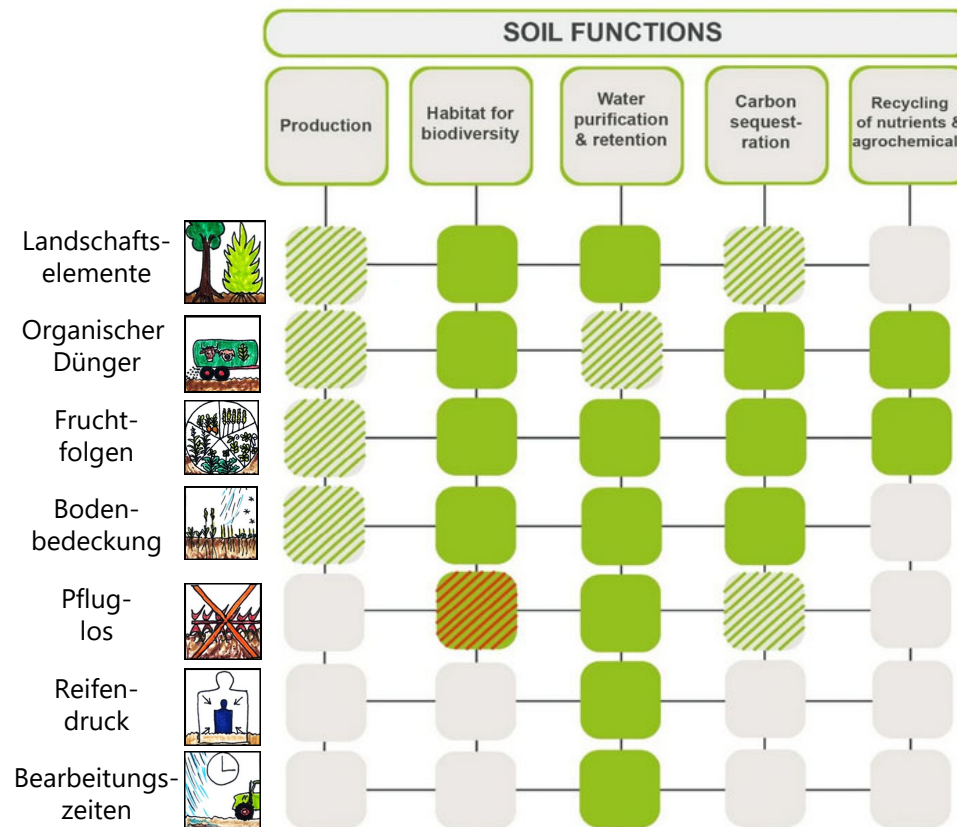 SOIL FUNCTIONS
Production
Habitat for
biodiversity
Water
purification
& retention
Carbon
sequest-
ration
Recycling
of nutrients &
agrochemical
Landschafts-
elemente
Organischer
Dünger
Frucht-
folgen
Boden-
bedeckung
Pflug-
los
Reifen-
druck
Bearbeitungs-
zeiten